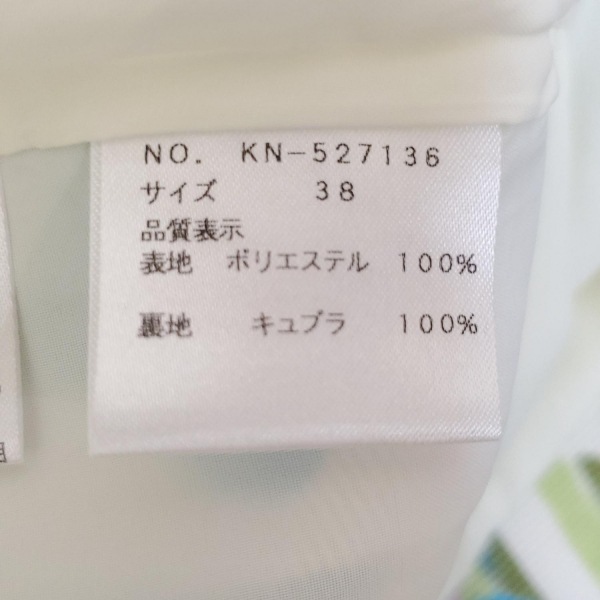 NO. KN-527136
サイズ 38
品質表示
表地 ポリエステル 100%
裏地 キュプラ 100%